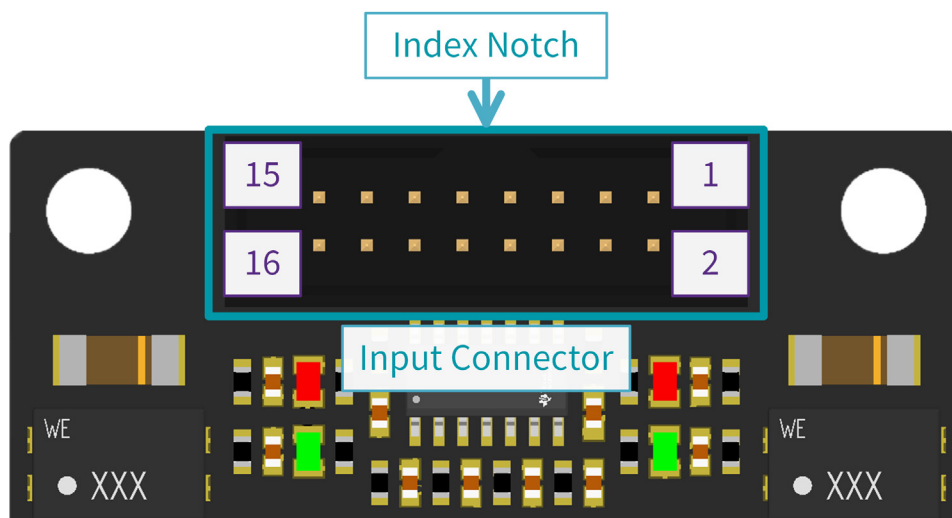 Index Notch
15
1
16
2
Input Connector
WE
WE
XXX
XXX